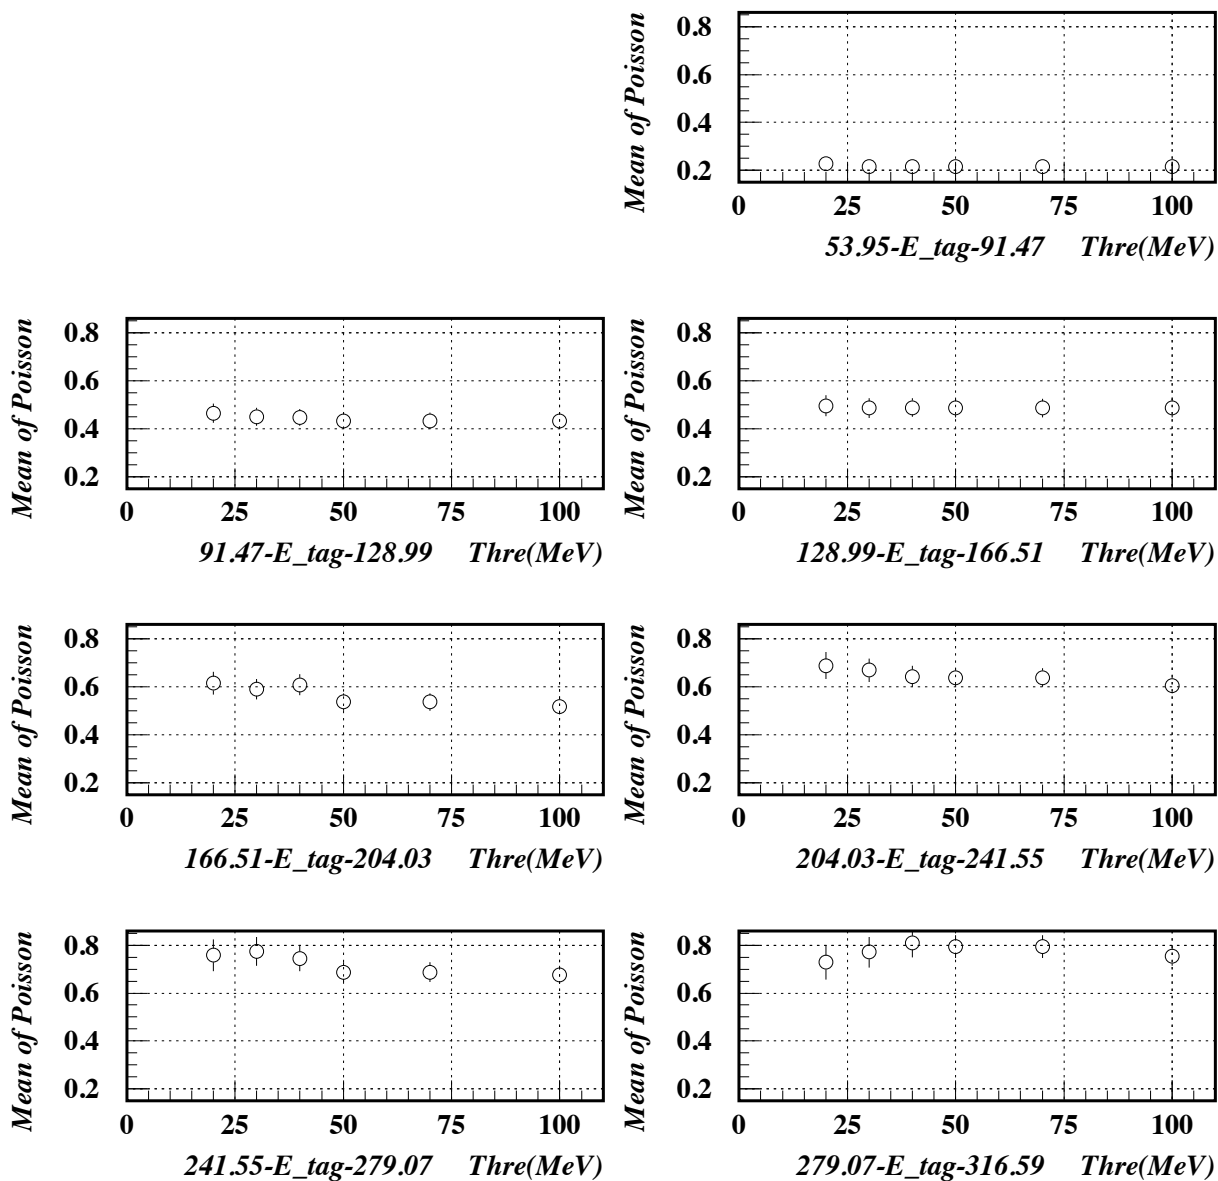 Mean of Poisson
0.8
0.6
0.4
0.2
0 25 50 75 100
53.95-E_tag-91.47 Thre(MeV)
Mean of Poisson
0.8
0.6
0.4
0.2
0 25 50 75 100
91.47-E_tag-128.99 Thre(MeV)
Mean of Poisson
0.8
0.6
0.4
0.2
0 25 50 75 100
128.99-E_tag-166.51 Thre(MeV)
Mean of Poisson
0.8
0.6
0.4
0.2
0 25 50 75 100
166.51-E_tag-204.03 Thre(MeV)
Mean of Poisson
0.8
0.6
0.4
0.2
0 25 50 75 100
204.03-E_tag-241.55 Thre(MeV)
Mean of Poisson
0.8
0.6
0.4
0.2
0 25 50 75 100
241.55-E_tag-279.07 Thre(MeV)
Mean of Poisson
0.8
0.6
0.4
0.2
0 25 50 75 100
279.07-E_tag-316.59 Thre(MeV)